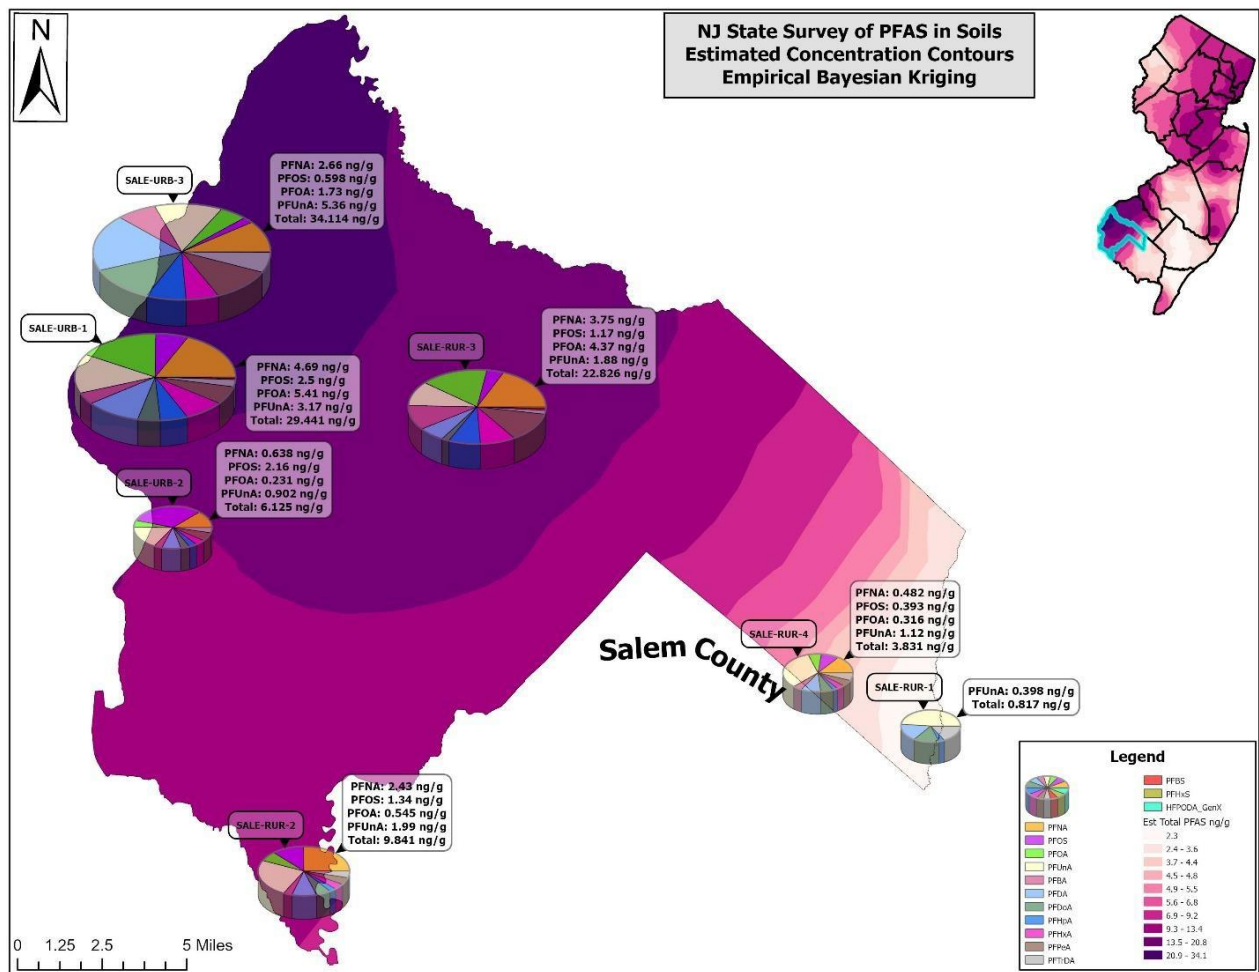 N
NJ State Survey of PFAS in Soils
Estimated Concentration Contours
Empirical Bayesian Kriging
SALE-URB-3
PFNA: 2.66 ng/g
PFOS: 0.598 ng/g
PFOA: 1.73 ng/g
PFUnA: 5.36 ng/g
Total: 34.114 ng/g
SALE-URB-1
PFNA: 4.69 ng/g
PFOS: 2.5 ng/g
PFOA: 5.41 ng/g
PFUnA: 3.17 ng/g
Total: 29.441 ng/g
SALE-RUR-3
PFNA: 3.75 ng/g
PFOS: 1.17 ng/g
PFOA: 4.37 ng/g
PFUnA: 1.88 ng/g
Total: 22.826 ng/g
SALE-URB-2
PFNA: 0.638 ng/g
PFOS: 2.16 ng/g
PFOA: 0.231 ng/g
PFUnA: 0.902 ng/g
Total: 6.125 ng/g
Salem County
SALE-RUR-4
PFNA: 0.482 ng/g
PFOS: 0.393 ng/g
PFOA: 0.316 ng/g
PFUnA: 1.12 ng/g
Total: 3.831 ng/g
SALE-RUR-1
PFUnA: 0.398 ng/g
Total: 0.817 ng/g
SALE-RUR-2
PFNA: 2.43 ng/g
PFOS: 1.34 ng/g
PFOA: 0.545 ng/g
PFUnA: 1.99 ng/g
Total: 9.841 ng/g
0 1.25 2.5 5 Miles
Legend
PFNA
PFOS
PFOA
PFUnA
PFBA
PFDA
PFDoA
PFHpA
PFHxA
PFPeA
PFTrDA
PFBS
PFHxS
HFPODA_GenX
Est Total PFAS ng/g
2.3
2.4 - 3.6
3.7 - 4.4
4.5 - 4.8
4.9 - 5.5
5.6 - 6.8
6.9 - 9.2
9.3 - 13.4
13.5 - 20.8
20.9 - 34.1